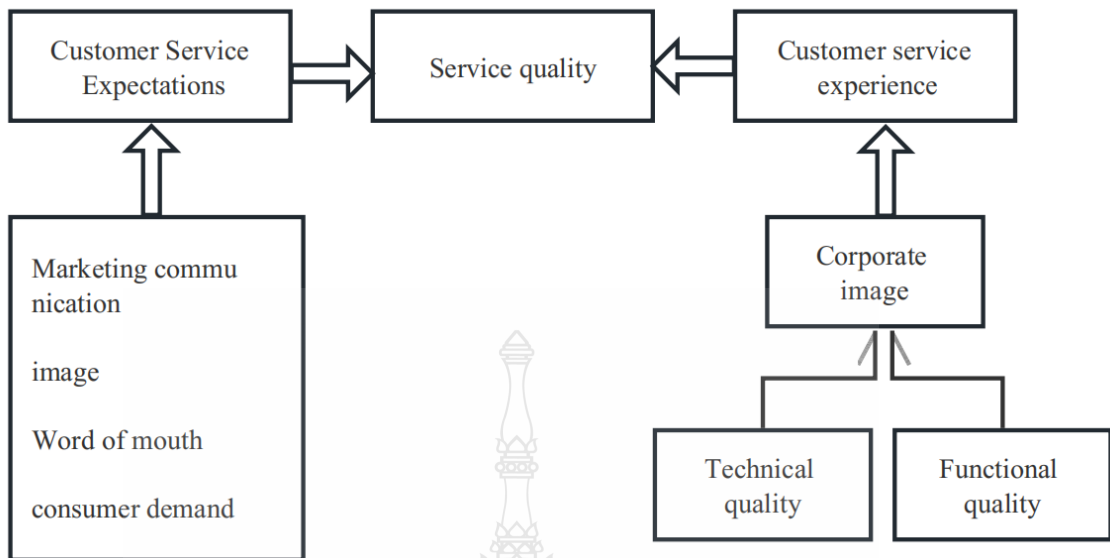 Customer Service
Expectations
Service quality
Customer service
experience
Marketing commu
nication
image
Word of mouth
consumer demand
Corporate
image
Technical
quality
Functional
quality